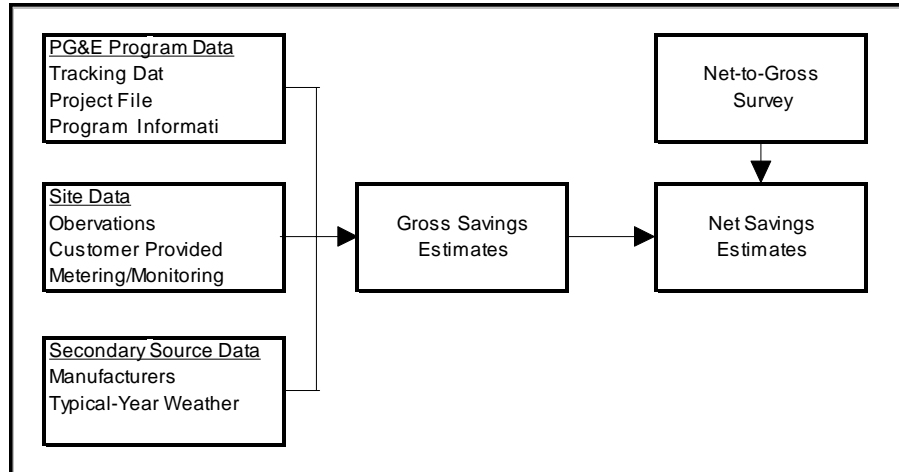 PG&E Program Data
Tracking Dat
Project File
Program Informati
Net-to-Gross
Survey
Site Data
Obervations
Customer Provided
Metering/Monitoring
Gross Savings
Estimates
Net Savings
Estimates
Secondary Source Data
Manufacturers
Typical-Year Weather